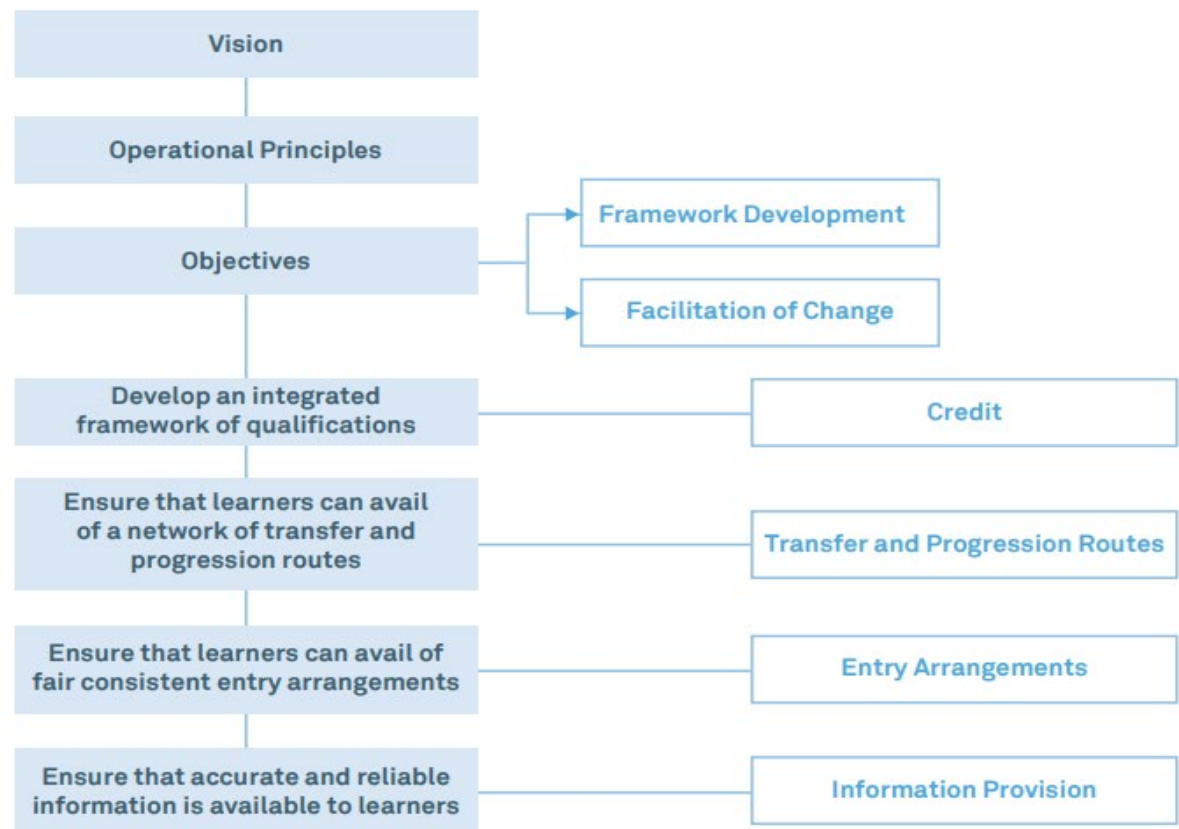 Vision
Operational Principles
Objectives
Framework Development
Facilitation of Change
Develop an integrated
framework of qualifications
Credit
Ensure that learners can avail
of a network of transfer and
progression routes
Transfer and Progression Routes
Ensure that learners can avail of
fair consistent entry arrangements
Entry Arrangements
Ensure that accurate and reliable
information is available to learners
Information Provision